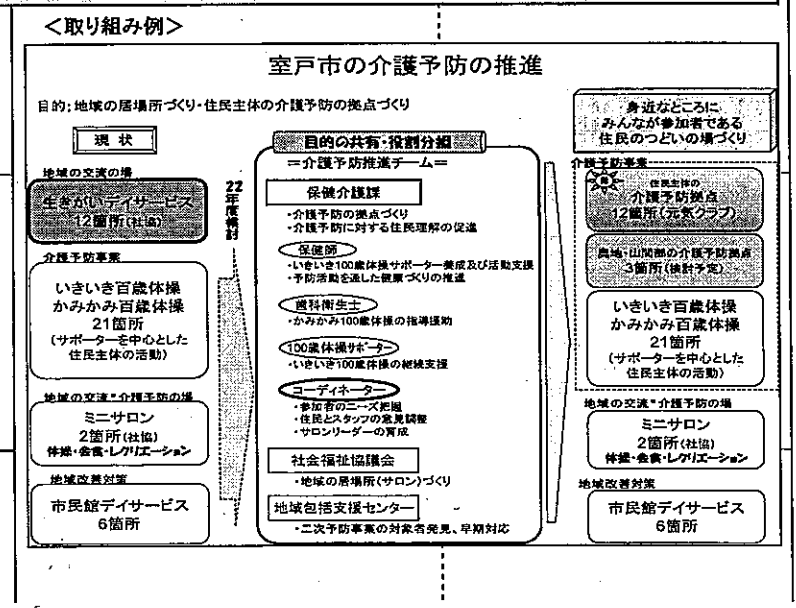 ＜取り組み例＞
室戸市の介護予防の推進
目的：地域の居場所づくり・住民主体の介護予防の拠点づくり
現状
地域の交流の場
生きがいデイサービス
12箇所(社協)
介護予防事業
いきいき百歳体操
かみかみ百歳体操
21箇所
(サポーターを中心とした
住民主体の活動)
地域の交流・介護予防の場
ミニサロン
2箇所(社協)
体操・会食・レクリエーション
地域改善対策
市民館デイサービス
6箇所
22年度検討
目的の共有・役割分担
＝介護予防推進チーム＝
保健介護課
・介護予防の拠点づくり
・介護予防に対する住民理解の促進
保健師
・いきいき100歳体操サポーター養成及び活動支援
・予防活動を通した健康づくりの推進
歯科衛生士
・かみかみ100歳体操の指導援助
100歳体操サポーター
・いきいき100歳体操の継続支援
コーディネーター
・参加者のニーズ把握
・住民とスタッフの意見調整
・サロンリーダーの育成
社会福祉協議会
・地域の居場所(サロン)づくり
地域包括支援センター
・二次予防事業の対象者発見、早期対応
身近なところに
みんなが参加者である
住民のつどいの場づくり
介護予防事業
住民主体の
介護予防拠点
12箇所(元気クラブ)
奥地・山間部の介護予防拠点
3箇所(検討予定)
いきいき百歳体操
かみかみ百歳体操
21箇所
(サポーターを中心とした
住民主体の活動)
地域の交流・介護予防の場
ミニサロン
2箇所(社協)
体操・会食・レクリエーション
地域改善対策
市民館デイサービス
6箇所